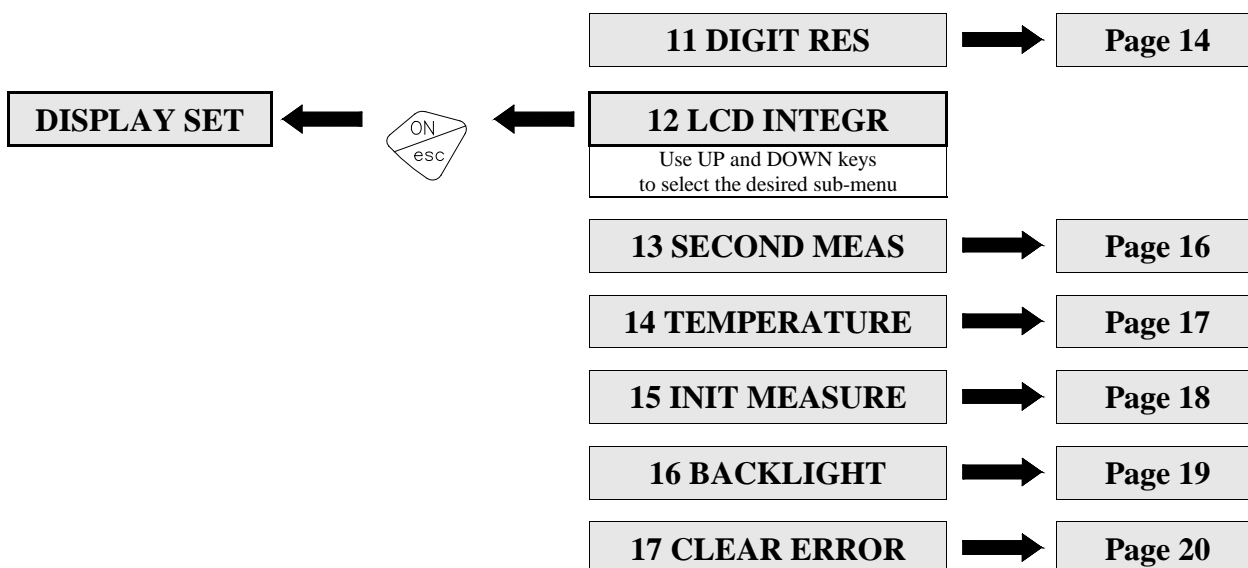 11 DIGIT RES
Page 14
DISPLAY SET
ON
esc
12 LCD INTEGR
Use UP and DOWN keys
to select the desired sub-menu
13 SECOND MEAS
Page 16
14 TEMPERATURE
Page 17
15 INIT MEASURE
Page 18
16 BACKLIGHT
Page 19
17 CLEAR ERROR
Page 20